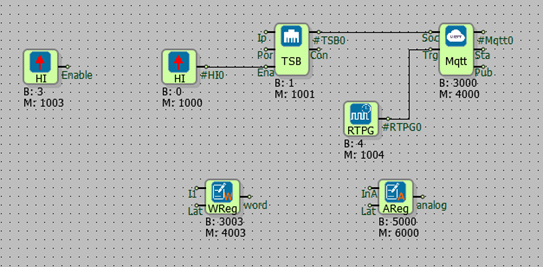 Ip
#TSB0
Soc
#Mqtt0
Por
Con
Trg
Sta
HI
Enable
HI
#HI0
Ena
TSB
Mqtt
Pub
B: 3
M: 1003
B: 0
M: 1000
B: 1
M: 1001
B: 3000
M: 4000
RTPG
#RTPG0
B: 4
M: 1004
I1
Lat
WReg
word
InA
Lat
AReg
analog
B: 3003
M: 4003
B: 5000
M: 6000